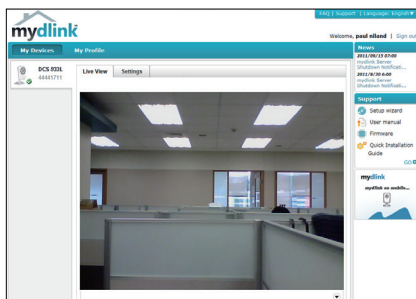 FAQ | Support | Language: English
mydlink
Welcome, paul niland | Sign out
My Devices
My Profile
DCS-933L
44441711
Live View
Settings
News
2011/09/15 07:00
mydlink Server
Shutdown Notificati...
2011/8/30 6:00
mydlink Server
Shutdown Notificati...
Support
Setup wizard
User manual
Firmware
Quick Installation
Guide
GO
mydlink
mydlink on mobile...